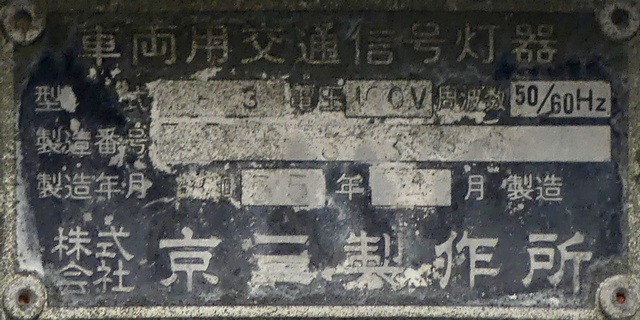 車両用交通信号灯器
型 式 - 3 電圧 100V 周波数 50/60Hz
製造番号 3
製造年月 55年 月 製造
株式会社 京三製作所